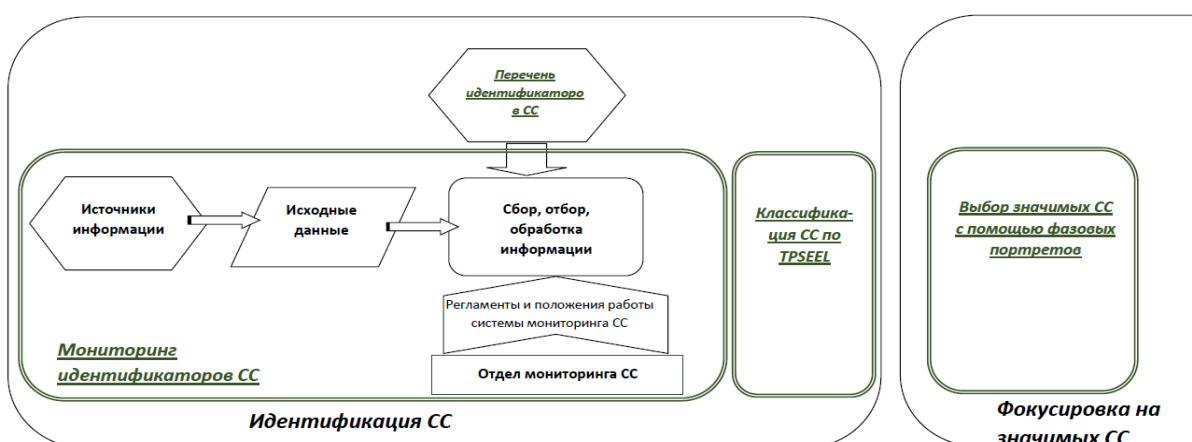 Перечень
идентификаторо
в СС
Источники
информации
Исходные
данные
Сбор, отбор,
обработка
информации
Регламенты и положения работы
системы мониторинга СС
Отдел мониторинга СС
Мониторинг
идентификаторов СС
Классифика-
ция СС по
TPSEEL
Идентификация СС
Выбор значимых СС
с помощью фазовых
портретов
Фокусировка на
значимых СС